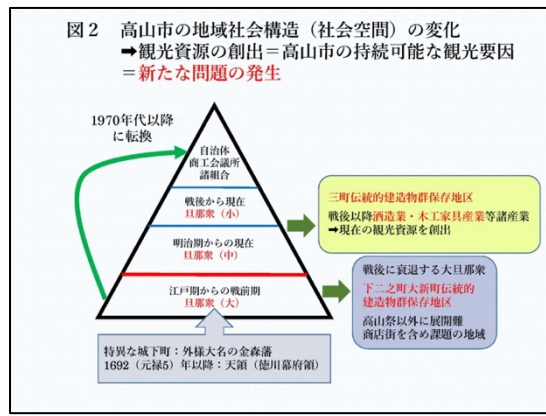 図２　高山市の地域社会構造（社会空間）の変化
➡観光資源の創出＝高山市の持続可能な観光要因
＝新たな問題の発生
1970年代以降
に転換
自治体
商工会議所
諸組合
戦後から現在
旦那衆（小）
明治期からの現在
旦那衆（中）
江戸期からの戦前期
旦那衆（大）
三町伝統的建造物群保存地区
戦後以降酒造業・木工家具産業等諸産業
➡現在の観光資源を創出
戦後に衰退する大旦那衆
下二之町大新町伝統的
建造物群保存地区
高山祭以外に展開難
商店街を含め課題の地域
特異な城下町：外様大名の金森藩
1692（元禄5）年以降：天領（徳川幕府領）